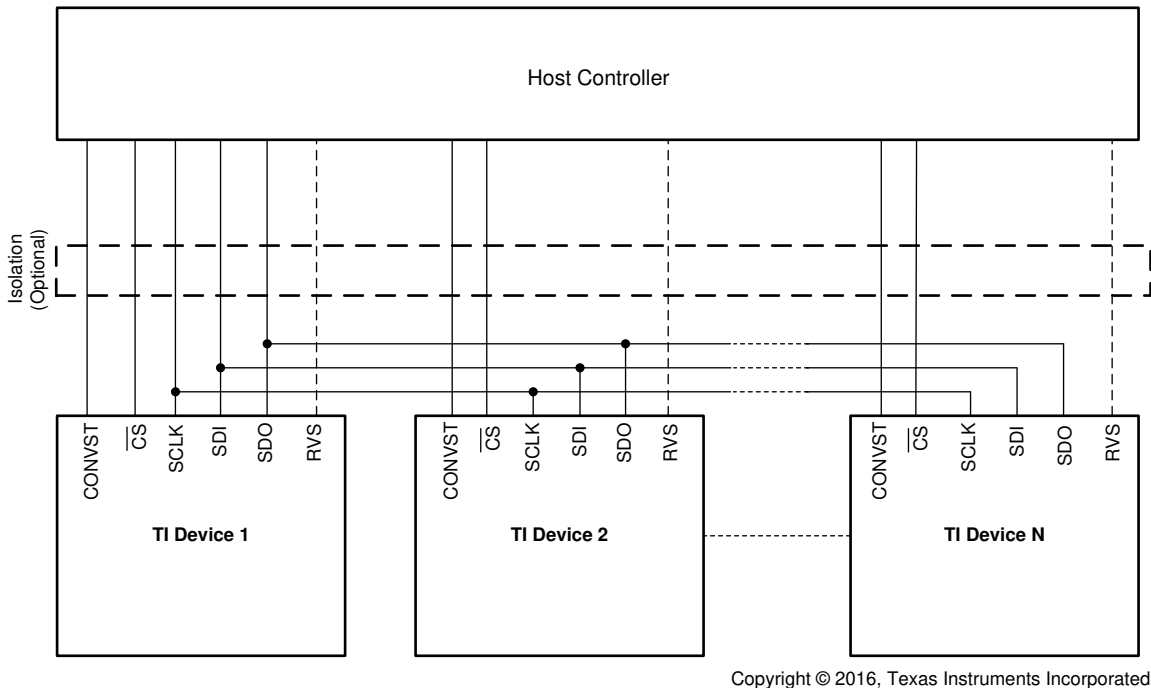 Host Controller
Isolation
(Optional)
CONVST
CS
SCLK
SDI
SDO
RVS
CONVST
CS
SCLK
SDI
SDO
RVS
CONVST
CS
SCLK
SDI
SDO
RVS
TI Device 1
TI Device 2
TI Device N
Copyright © 2016, Texas Instruments Incorporated